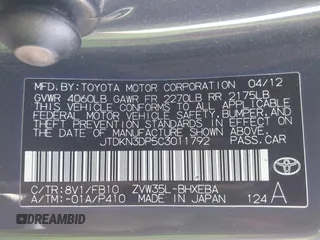 MFD. BY: TOYOTA MOTOR CORPORATION 04/12
GVWR 4060LB GAWR FR 2270LB RR 2175LB
THIS VEHICLE CONFORMS TO ALL APPLICABLE
FEDERAL MOTOR VEHICLE SAFETY,
BUMPER, AND THEFT PREVENTION STANDARDS
IN EFFECT ON THE DATE OF
MANUFACTURE SHOWN ABOVE.
JTDKN3DP5C3011792 PASS.CAR
C/TR:8V1/FB10 ZVW35L-BHXEBA
A/TM:-01A/P410 MADE IN JAPAN 124 A
TOYOTA
OKAUTOBID